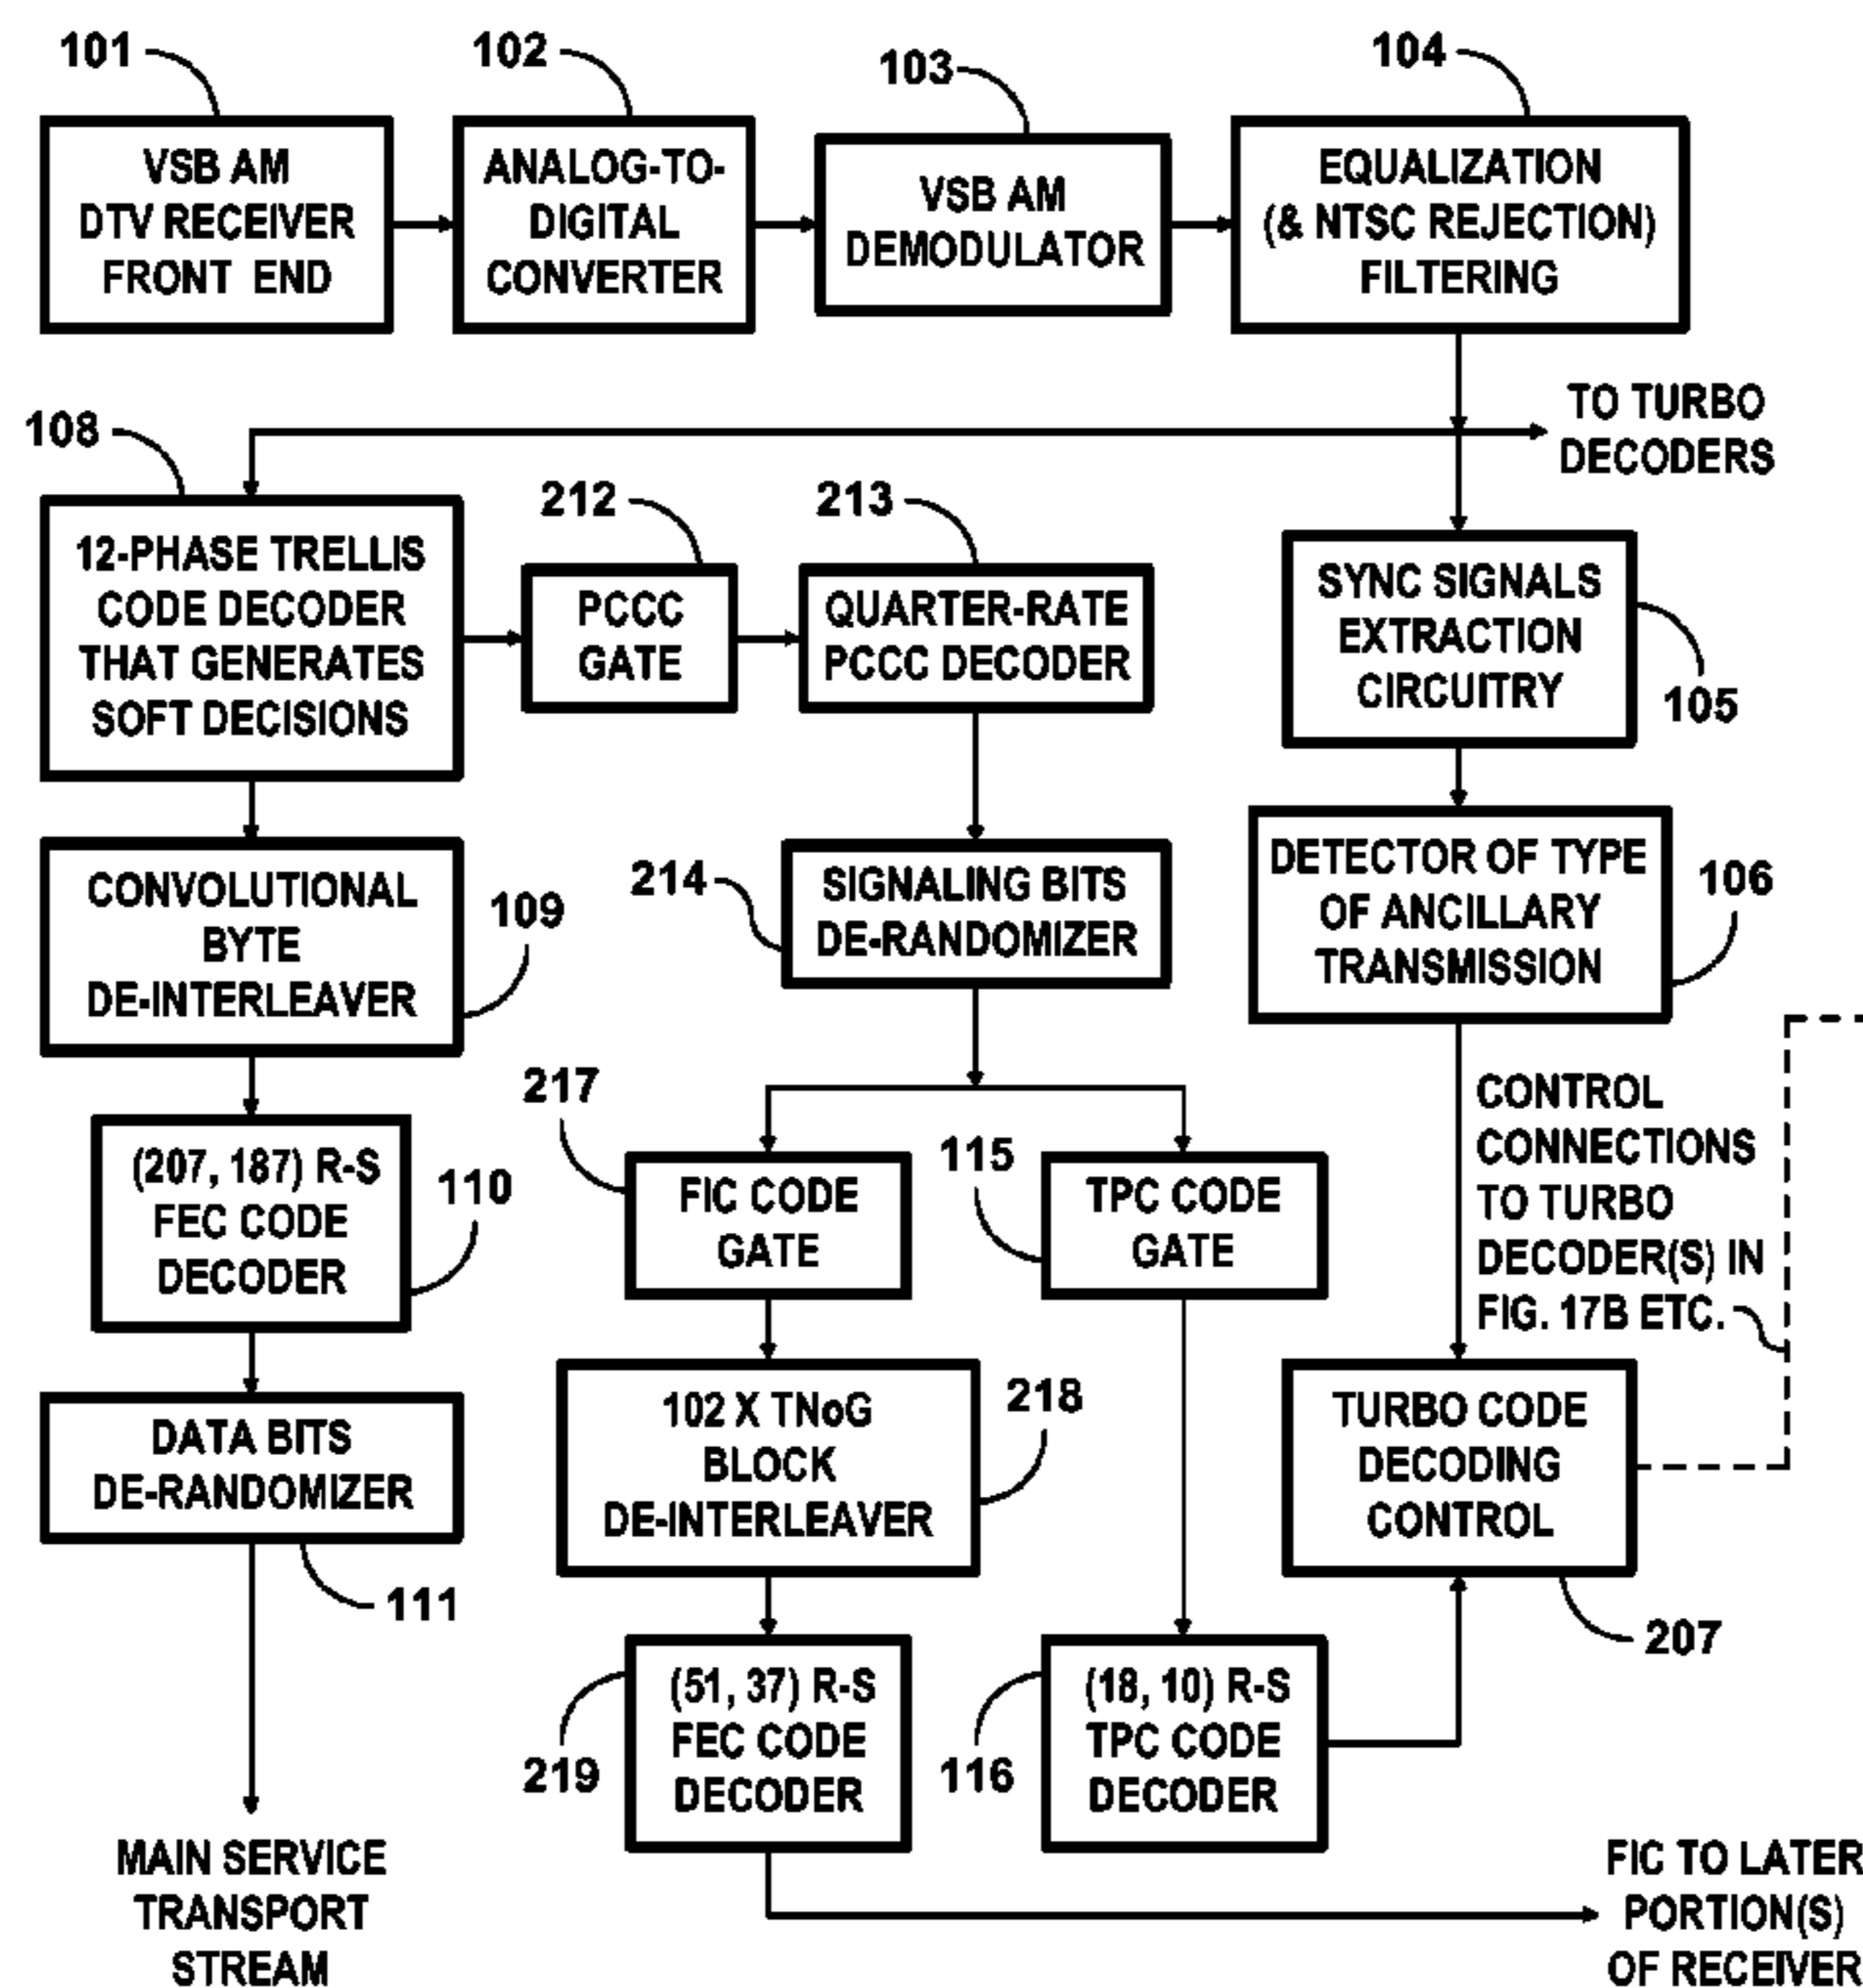 101
102
103
104
VSB AM
DTV RECEIVER
FRONT END
ANALOG-TO-
DIGITAL
CONVERTER
VSB AM
DEMODULATOR
EQUALIZATION
(& NTSC REJECTION)
FILTERING
TO TURBO
DECODERS
108
212
213
12-PHASE TRELLIS
CODE DECODER
THAT GENERATES
SOFT DECISIONS
PCCC
GATE
QUARTER-RATE
PCCC DECODER
SYNC SIGNALS
EXTRACTION
CIRCUITRY
105
CONVOLUTIONAL
BYTE
DE-INTERLEAVER
109
214
SIGNALING BITS
DE-RANDOMIZER
DETECTOR OF TYPE
OF ANCILLARY
TRANSMISSION
106
217
115
CONTROL
CONNECTIONS
TO TURBO
DECODER(S) IN
FIG. 17B ETC.
(207, 187) R-S
FEC CODE
DECODER
110
FIC CODE
GATE
TPC CODE
GATE
DATA BITS
DE-RANDOMIZER
111
102 X TNoG
BLOCK
DE-INTERLEAVER
218
TURBO CODE
DECODING
CONTROL
207
(51, 37) R-S
FEC CODE
DECODER
219
(18, 10) R-S
TPC CODE
DECODER
116
MAIN SERVICE
TRANSPORT
STREAM
FIC TO LATER
PORTION(S)
OF RECEIVER